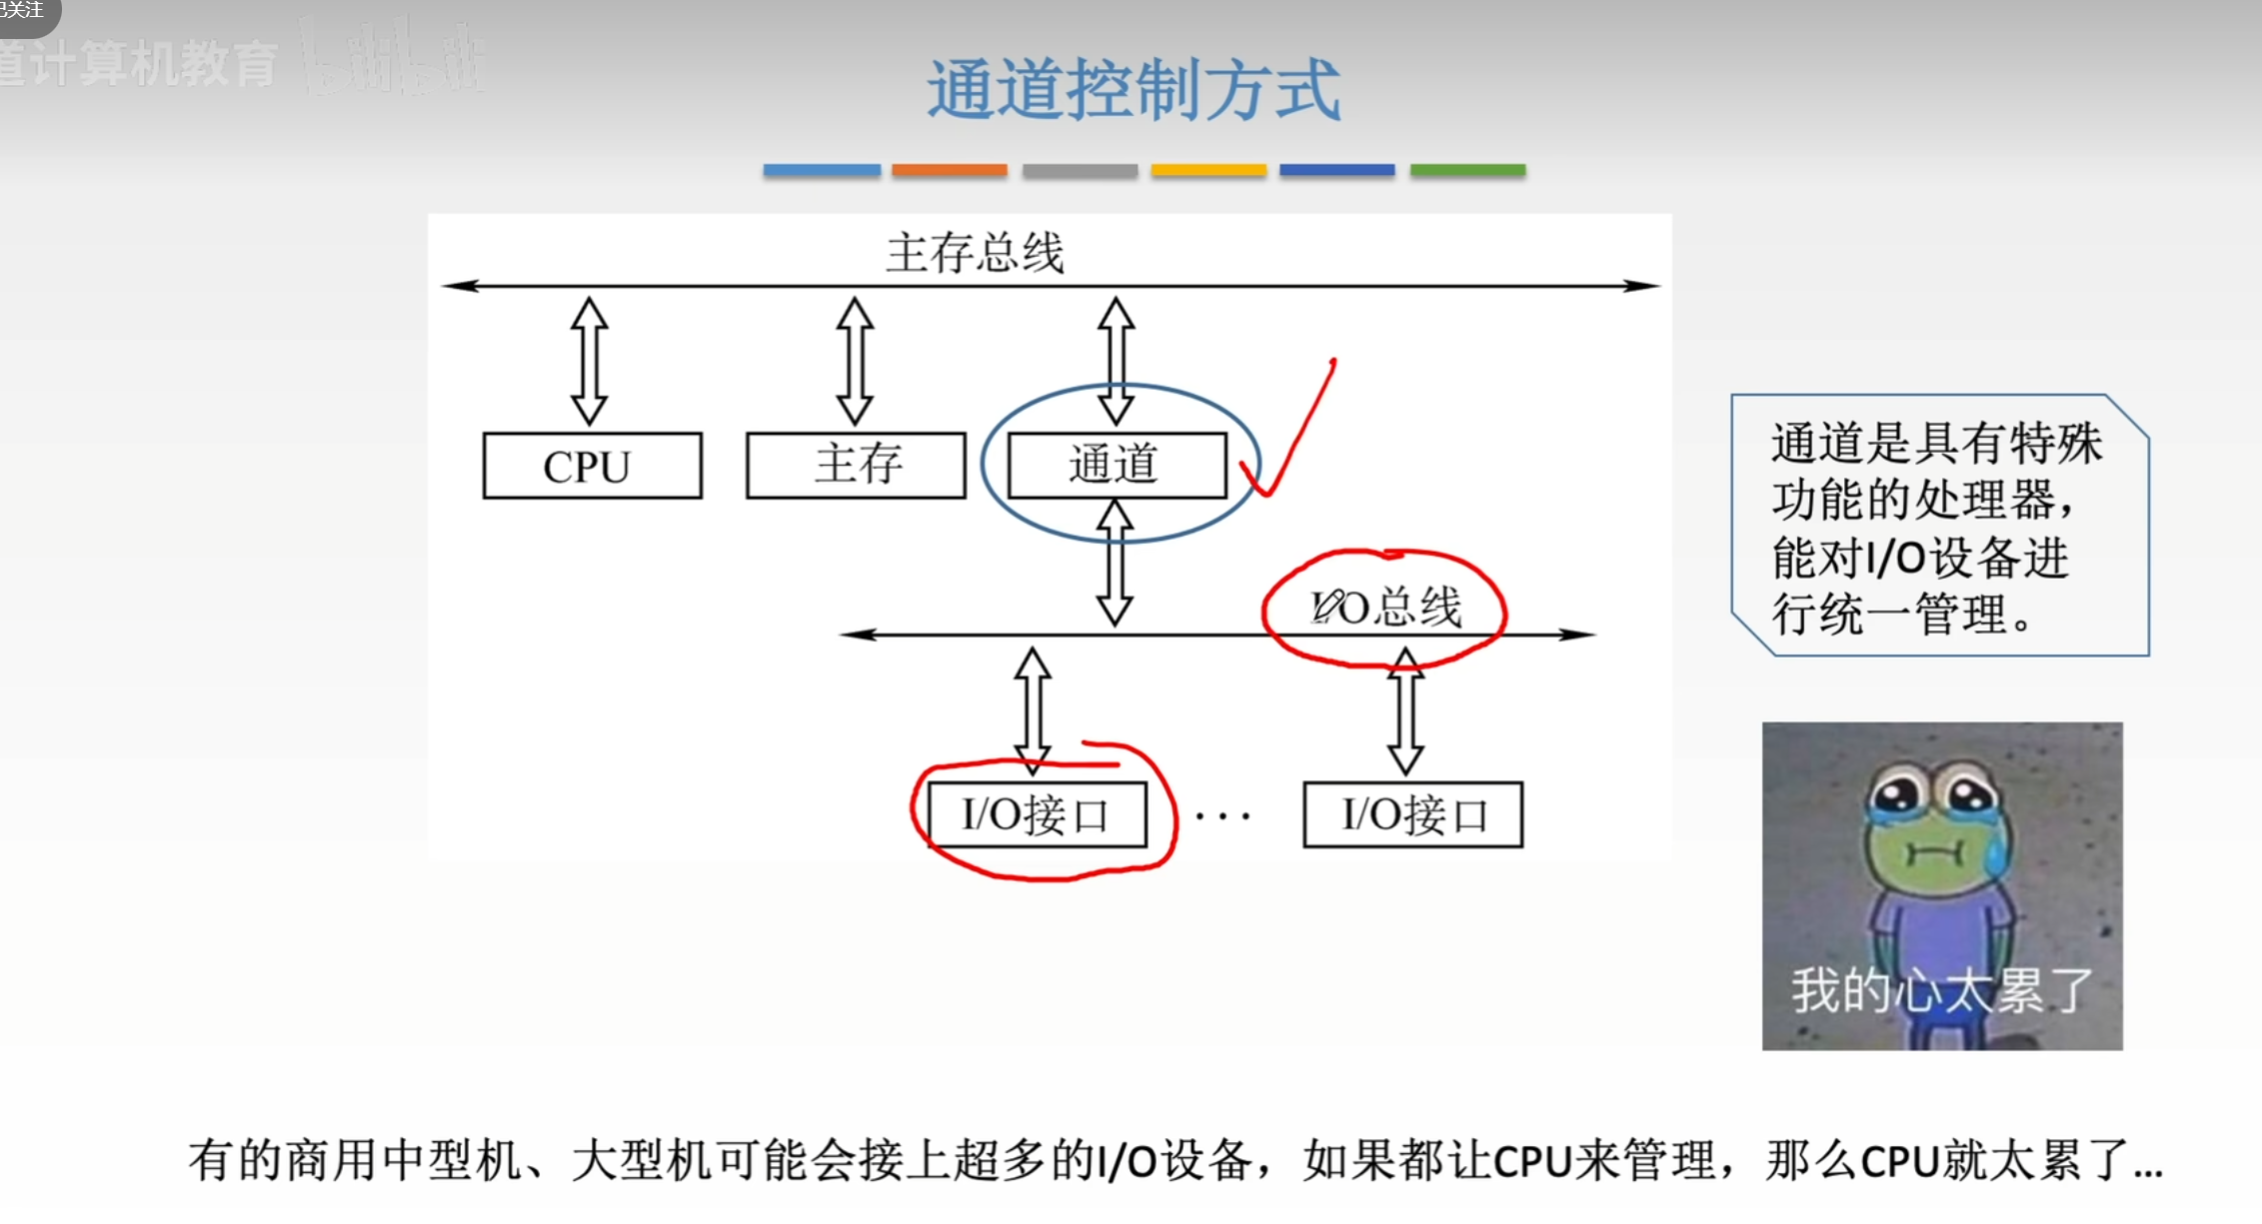 已关注
道计算机教育 bilibili
通道控制方式
主存总线
CPU
主存
通道
I/O总线
I/O接口
···
I/O接口
通道是具有特殊
功能的处理器，
能对I/O设备进
行统一管理。
我的心太累了
有的商用中型机、大型机可能会接上超多的I/O设备，如果都让CPU来管理，那么CPU就太累了...